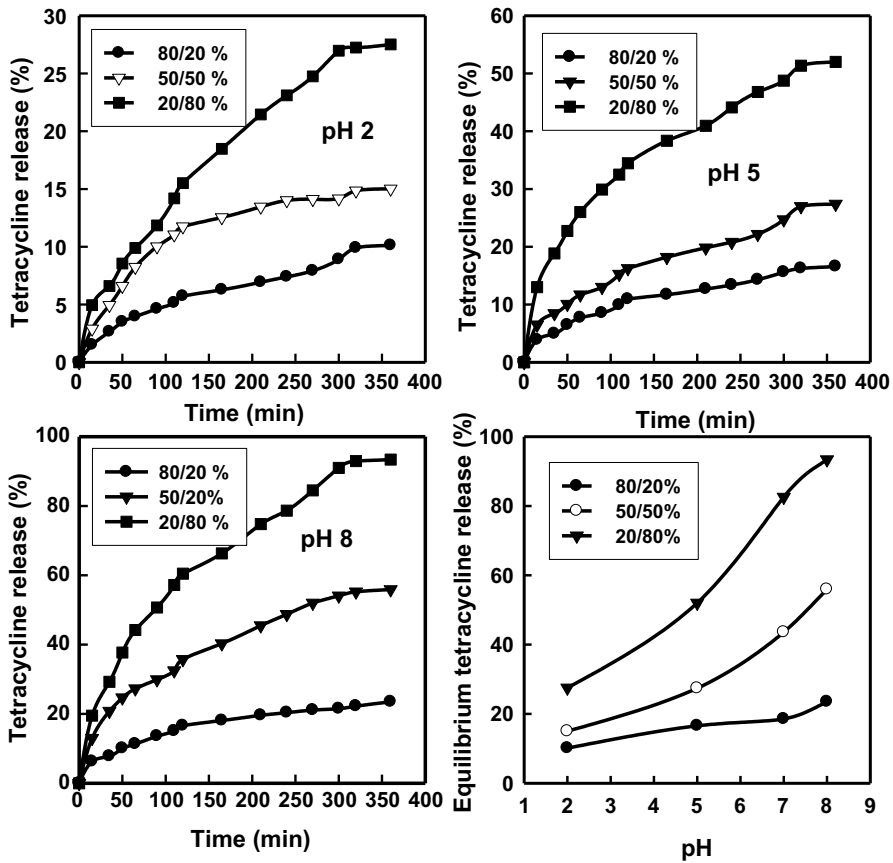 Tetracycline release (%)
30
25
20
15
10
5
0
80/20 %
50/50 %
20/80 %
pH 2
0 50 100 150 200 250 300 350 400
Time (min)
Tetracycline release (%)
60
50
40
30
20
10
0
80/20 %
50/50 %
20/80 %
pH 5
0 50 100 150 200 250 300 350 400
Time (min)
Tetracycline release (%)
100
80
60
40
20
0
80/20 %
50/20%
20/80 %
pH 8
0 50 100 150 200 250 300 350 400
Time (min)
Equilibrium tetracycline release (%)
100
80
60
40
20
0
80/20%
50/50%
20/80%
1 2 3 4 5 6 7 8 9
pH